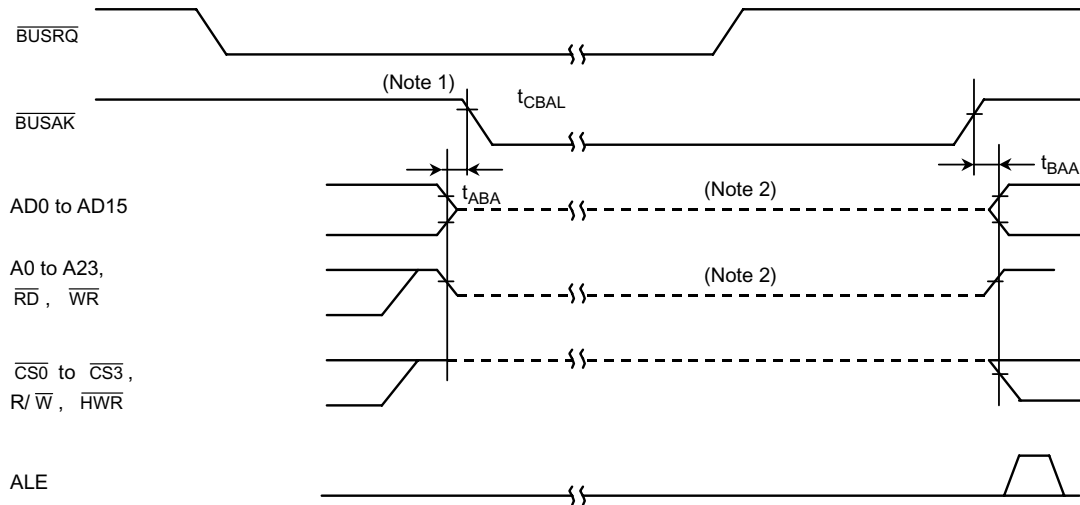 BUSRQ
(Note 1)
tCBAL
BUSAK
tBAA
tABA
(Note 2)
AD0 to AD15
A0 to A23,
(Note 2)
RD , WR
CS0 to CS3 ,
R/ W , HWR
ALE